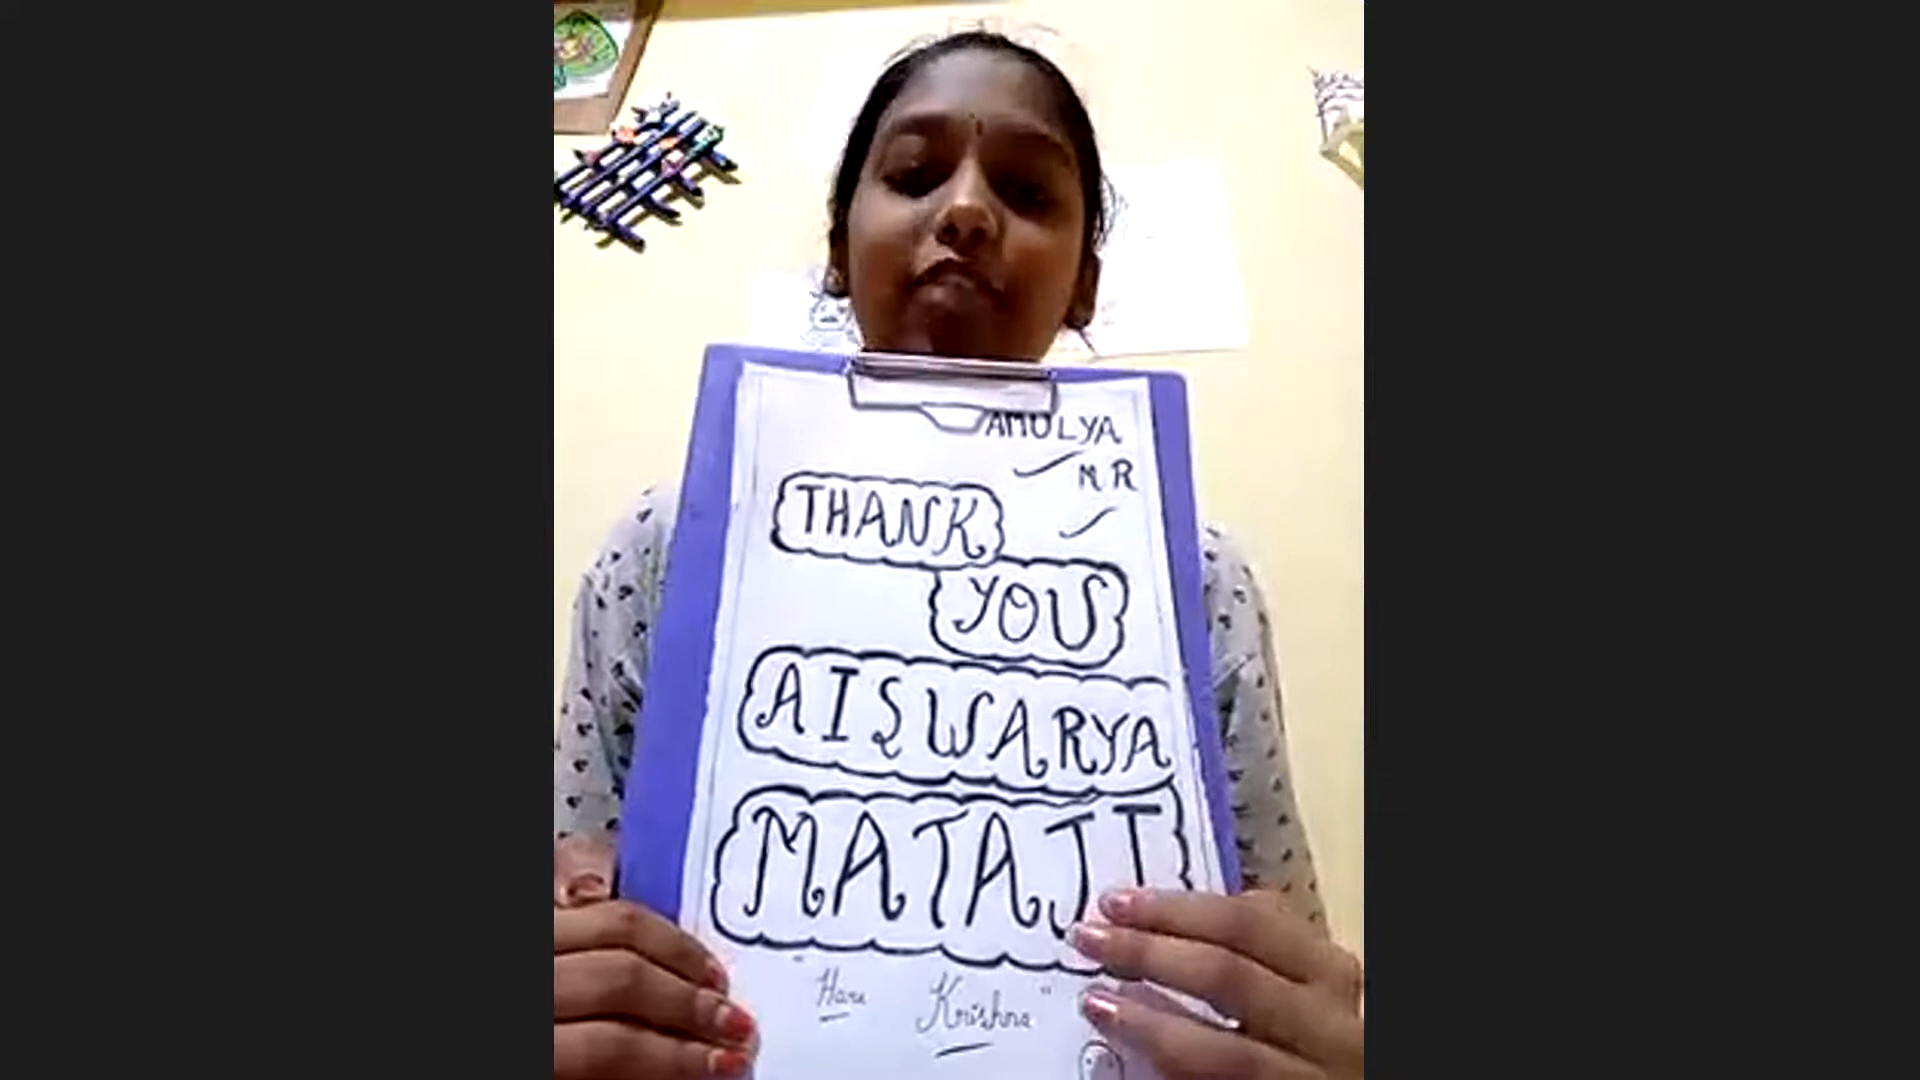 AMULYA
M R
THANK
YOU
AISWARYA
MATAJI
"Hare Krishna"